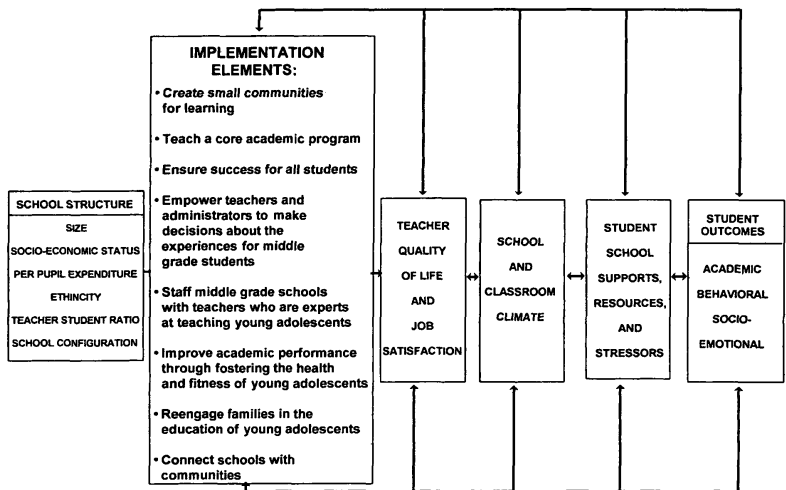 IMPLEMENTATION
ELEMENTS:
• Create small communities
for learning
• Teach a core academic program
• Ensure success for all students
• Empower teachers and
administrators to make
decisions about the
experiences for middle
grade students
• Staff middle grade schools
with teachers who are experts
at teaching young adolescents
• Improve academic performance
through fostering the health
and fitness of young adolescents
• Reengage families in the
education of young adolescents
• Connect schools with
communities
SCHOOL STRUCTURE
SIZE
SOCIO-ECONOMIC STATUS
PER PUPIL EXPENDITURE
ETHINCITY
TEACHER STUDENT RATIO
SCHOOL CONFIGURATION
TEACHER
QUALITY
OF LIFE
AND
JOB
SATISFACTION
SCHOOL
AND
CLASSROOM
CLIMATE
STUDENT
SCHOOL
SUPPORTS,
RESOURCES,
AND
STRESSORS
STUDENT
OUTCOMES
ACADEMIC
BEHAVIORAL
SOCIO-
EMOTIONAL